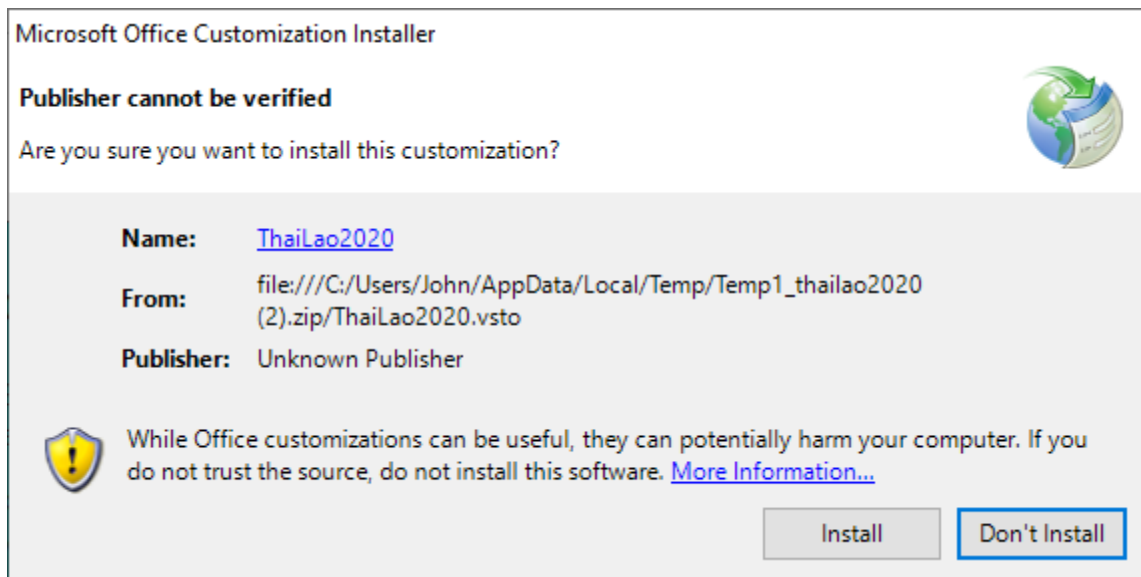 Microsoft Office Customization Installer
Publisher cannot be verified
Are you sure you want to install this customization?
Name: ThaiLao2020
From: file:///C:/Users/John/AppData/Local/Temp/Temp1_thailao2020
(2).zip/ThaiLao2020.vsto
Publisher: Unknown Publisher
While Office customizations can be useful, they can potentially harm your computer. If you
do not trust the source, do not install this software. More Information...
Install Don't Install